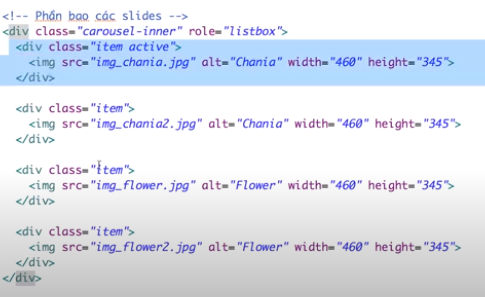 <!-- Phần bao các slides -->
<div class="carousel-inner" role="listbox">
<div class="item active">
<img src="img_chania.jpg" alt="Chania" width="460" height="345">
</div>
<div class="item">
<img src="img_chania2.jpg" alt="Chania" width="460" height="345">
</div>
<div class="item">
<img src="img_flower.jpg" alt="Flower" width="460" height="345">
</div>
<div class="item">
<img src="img_flower2.jpg" alt="Flower" width="460" height="345">
</div>
</div>